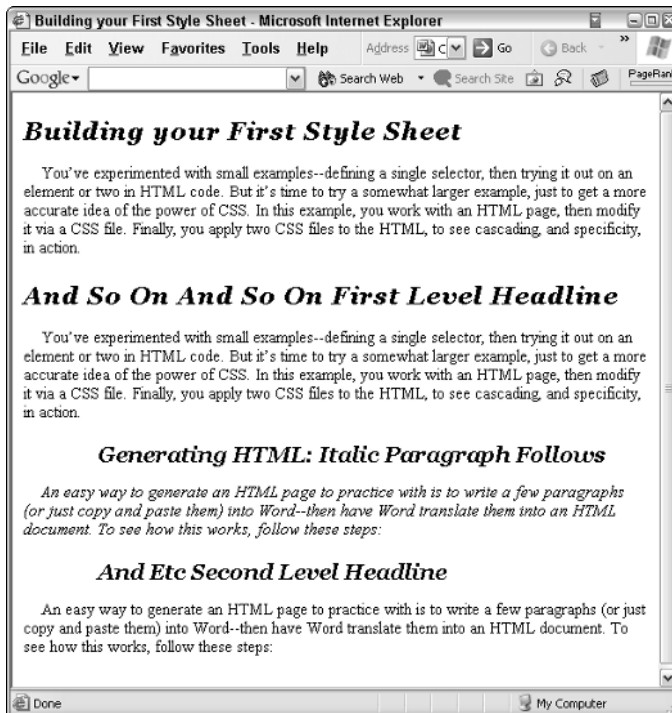 Building your First Style Sheet - Microsoft Internet Explorer
File Edit View Favorites Tools Help Address C Go Back »
Google Search Web Search Site PageRank
Building your First Style Sheet
You've experimented with small examples--defining a single selector, then trying it out on an
element or two in HTML code. But it's time to try a somewhat larger example, just to get a more
accurate idea of the power of CSS. In this example, you work with an HTML page, then modify
it via a CSS file. Finally, you apply two CSS files to the HTML, to see cascading, and specificity,
in action.
And So On And So On First Level Headline
You've experimented with small examples--defining a single selector, then trying it out on an
element or two in HTML code. But it's time to try a somewhat larger example, just to get a more
accurate idea of the power of CSS. In this example, you work with an HTML page, then modify
it via a CSS file. Finally, you apply two CSS files to the HTML, to see cascading, and specificity,
in action.
Generating HTML: Italic Paragraph Follows
An easy way to generate an HTML page to practice with is to write a few paragraphs
(or just copy and paste them) into Word--then have Word translate them into an HTML
document. To see how this works, follow these steps:
And Etc Second Level Headline
An easy way to generate an HTML page to practice with is to write a few paragraphs (or just
copy and paste them) into Word--then have Word translate them into an HTML document. To
see how this works, follow these steps:
Done My Computer